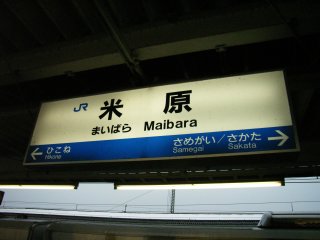 JR 米原
まいばら Maibara
ひこね さめがい／さかた
Hikone Samegai Sakata